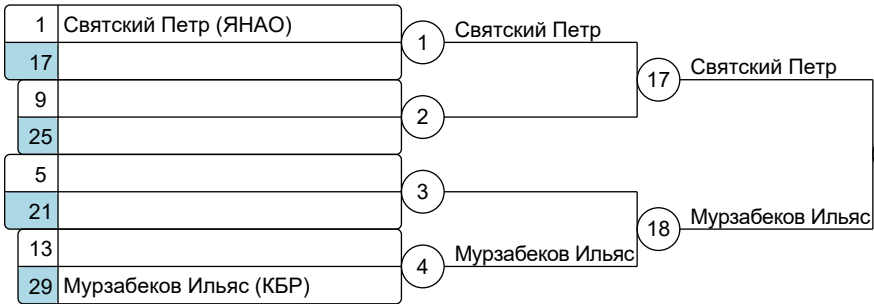 1 Святский Петр (ЯНАО)
17
9
25
5
21
13
29 Мурзабеков Ильяс (КБР)
1 Святский Петр
2
3
4 Мурзабеков Ильяс
17 Святский Петр
18 Мурзабеков Ильяс